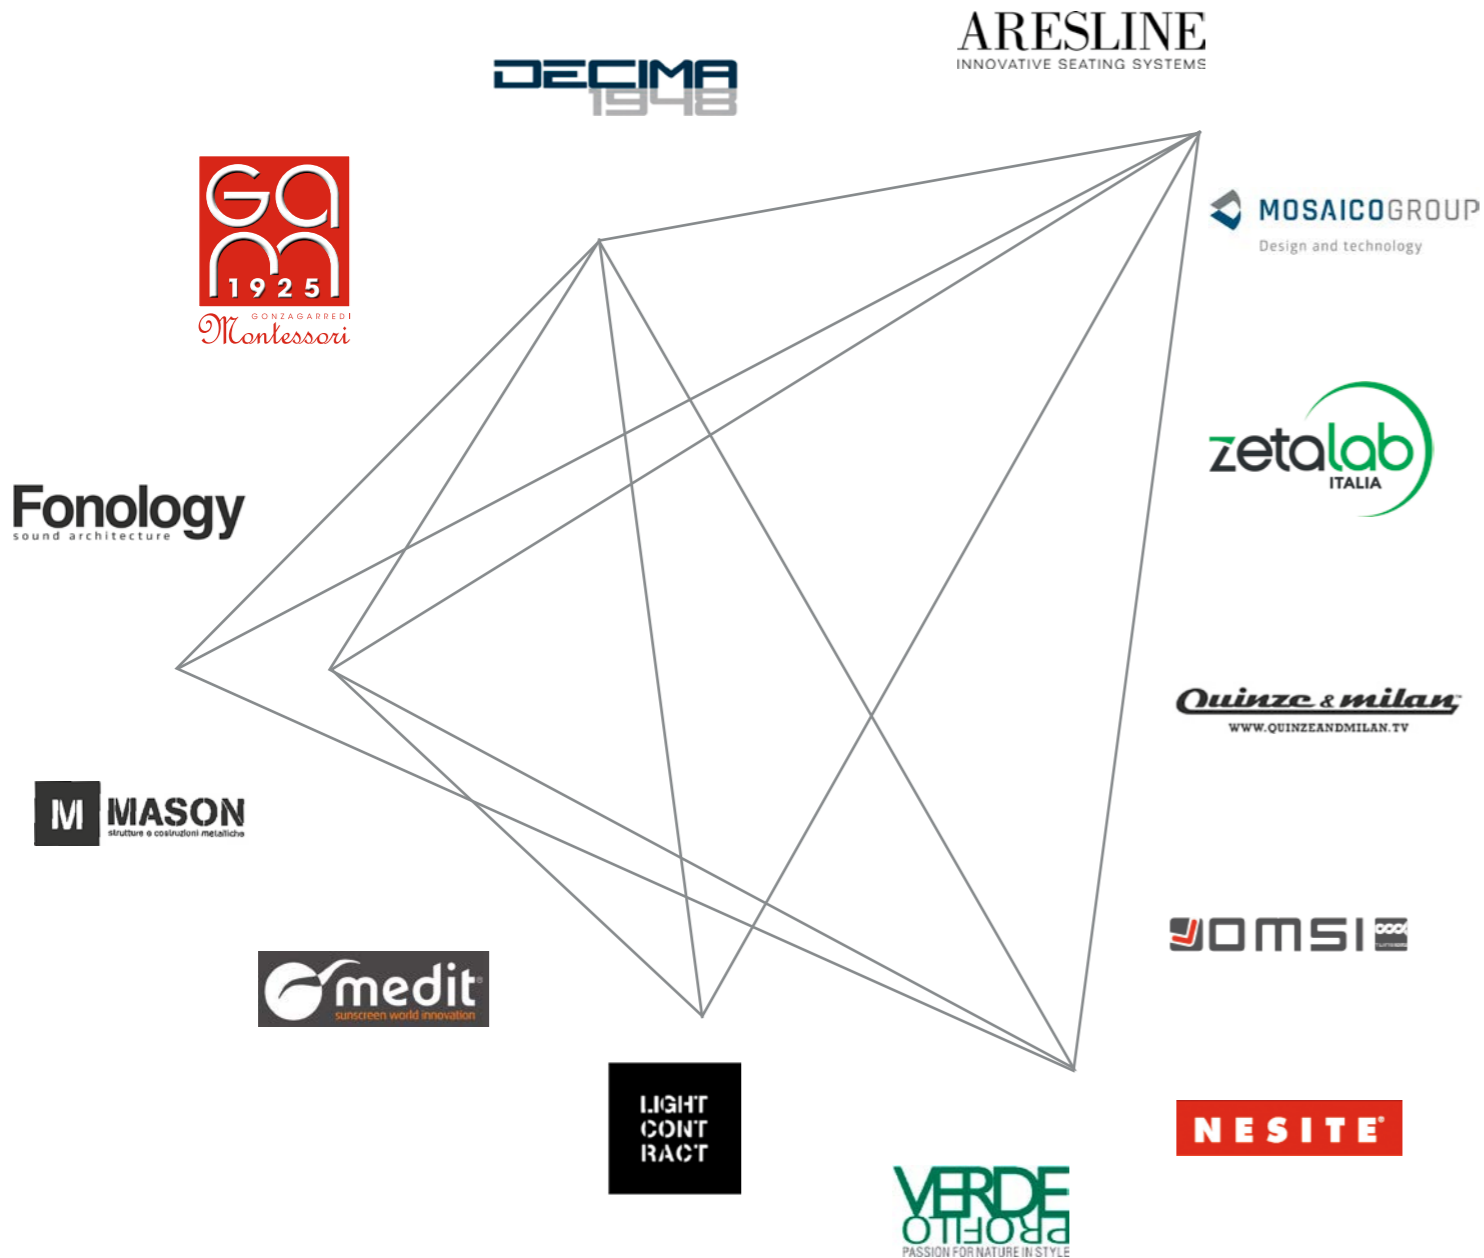 ARESLINE
INNOVATIVE SEATING SYSTEMS
DECIMA
1948
GAM
1925
GONZAGARREDI
Montessori
MOSAICOGROUP
Design and technology
zetalab
ITALIA
Fonology
sound architecture
Quinze & milan™
WWW.QUINZEANDMILAN.TV
M MASON
strutture e costruzioni metalliche
OMSI
medit®
sunscreen world innovation
LIGHT
CONT
RACT
NESITE®
VERDE
PROFILO
PASSION FOR NATURE IN STYLE